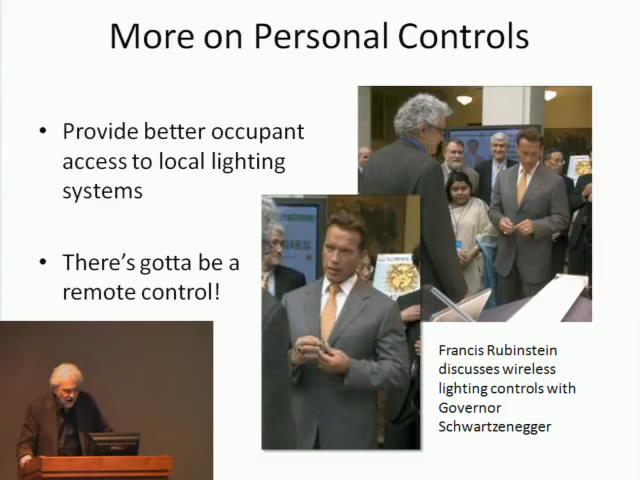 More on Personal Controls
• Provide better occupant
access to local lighting
systems
• There's gotta be a
remote control!
Francis Rubinstein
discusses wireless
lighting controls with
Governor
Schwartzenegger